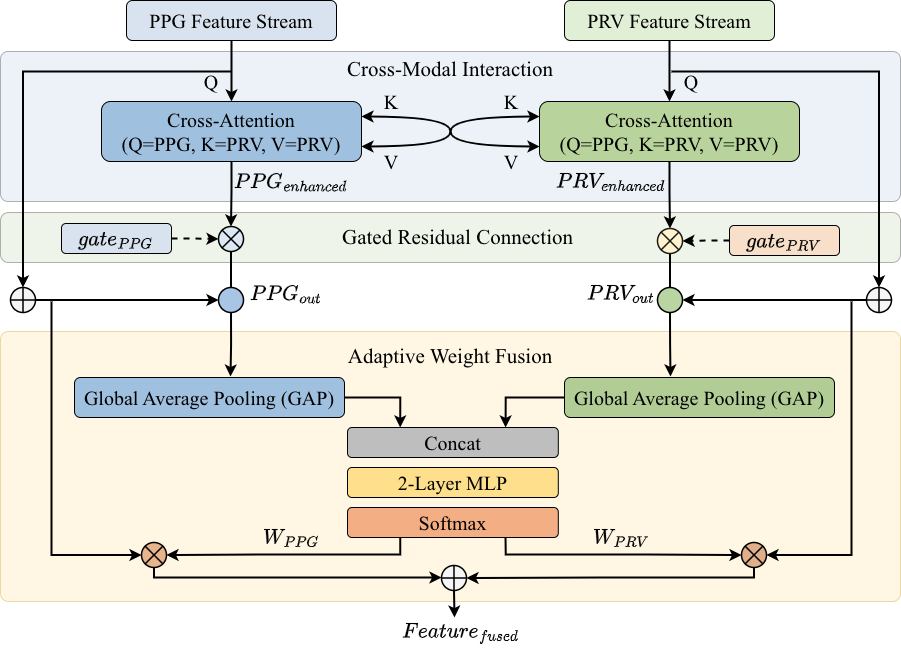 PPG Feature Stream
PRV Feature Stream
Cross-Modal Interaction
Q
Q
Cross-Attention
(Q=PPG, K=PRV, V=PRV)
K
K
V
V
Cross-Attention
(Q=PPG, K=PRV, V=PRV)
PPG_enhanced
PRV_enhanced
gate_PPG
Gated Residual Connection
gate_PRV
PPG_out
PRV_out
Adaptive Weight Fusion
Global Average Pooling (GAP)
Global Average Pooling (GAP)
Concat
2-Layer MLP
Softmax
W_PPG
W_PRV
Feature_fused